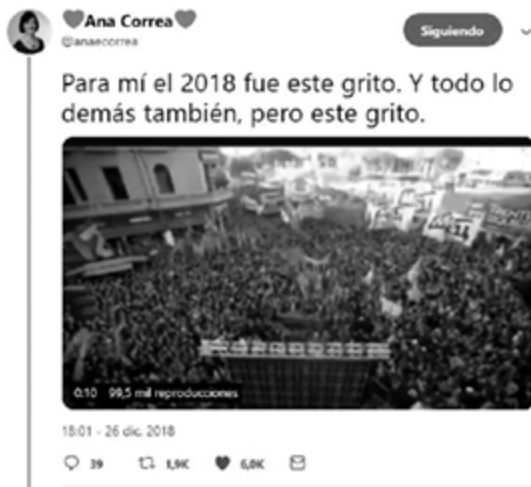 Ana Correa
@anaecorrea
Siguiendo
Para mí el 2018 fue este grito. Y todo lo
demás también, pero este grito.
0:10 99,5 mil reproducciones
18:01 - 26 dic. 2018
39 1,9K 6,0K